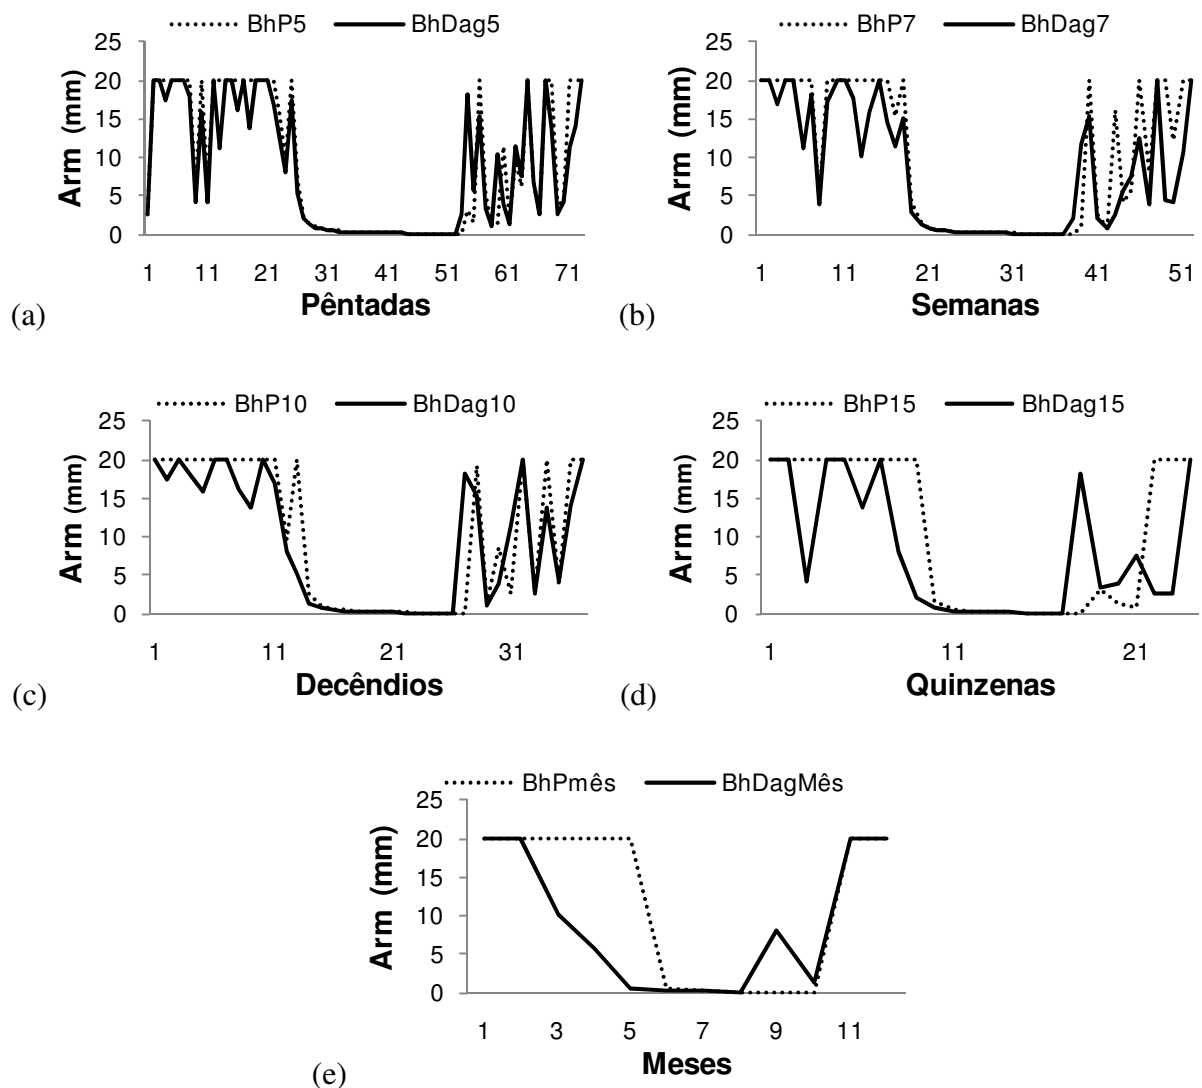 BhP5 BhDag5
25
20
15
10
5
0
Arm (mm)
1 11 21 31 41 51 61 71
Pêntadas
(a)
BhP7 BhDag7
25
20
15
10
5
0
Arm (mm)
1 11 21 31 41 51
Semanas
(b)
BhP10 BhDag10
25
20
15
10
5
0
Arm (mm)
1 11 21 31
Decêndios
(c)
BhP15 BhDag15
25
20
15
10
5
0
Arm (mm)
1 11 21
Quinzenas
(d)
BhPmês BhDagMês
25
20
15
10
5
0
Arm (mm)
1 3 5 7 9 11
Meses
(e)